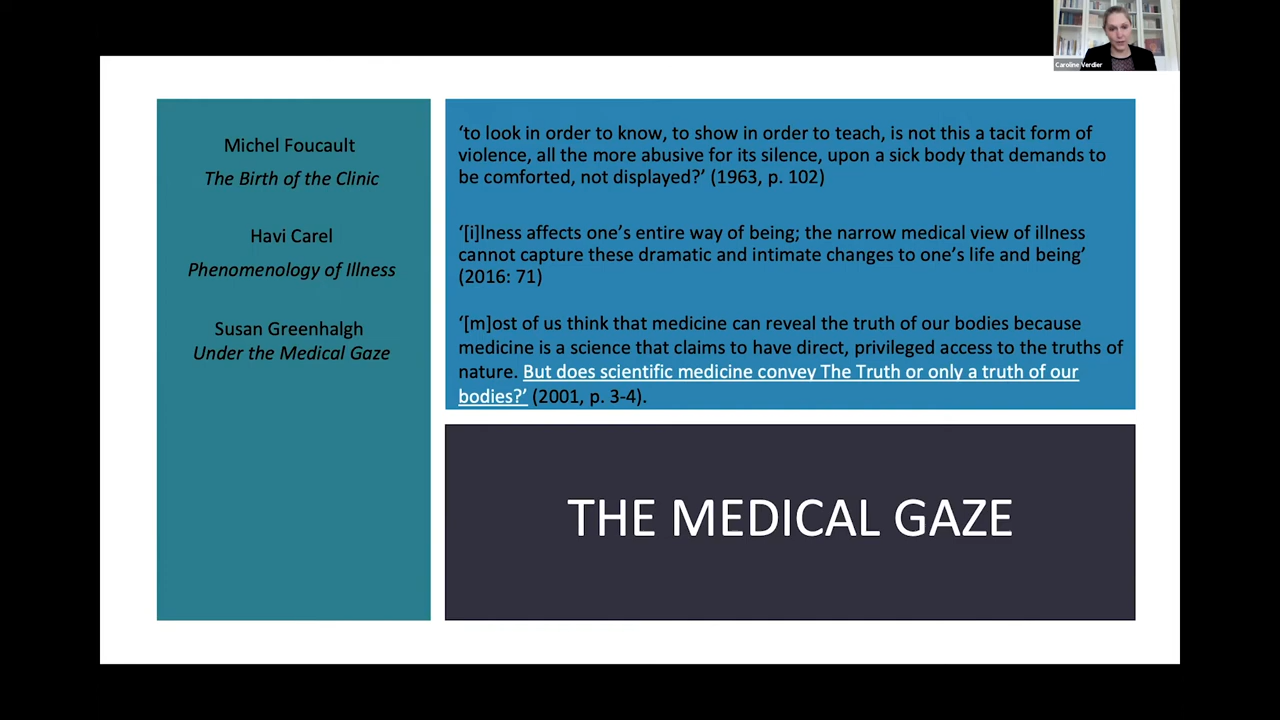 Caroline Verdier
Michel Foucault
The Birth of the Clinic
Havi Carel
Phenomenology of Illness
Susan Greenhalgh
Under the Medical Gaze
‘to look in order to know, to show in order to teach, is not this a tacit form of
violence, all the more abusive for its silence, upon a sick body that demands to
be comforted, not displayed?’ (1963, p. 102)
‘[i]lness affects one’s entire way of being; the narrow medical view of illness
cannot capture these dramatic and intimate changes to one’s life and being’
(2016: 71)
‘[m]ost of us think that medicine can reveal the truth of our bodies because
medicine is a science that claims to have direct, privileged access to the truths of
nature. But does scientific medicine convey The Truth or only a truth of our
bodies?’ (2001, p. 3-4).
THE MEDICAL GAZE